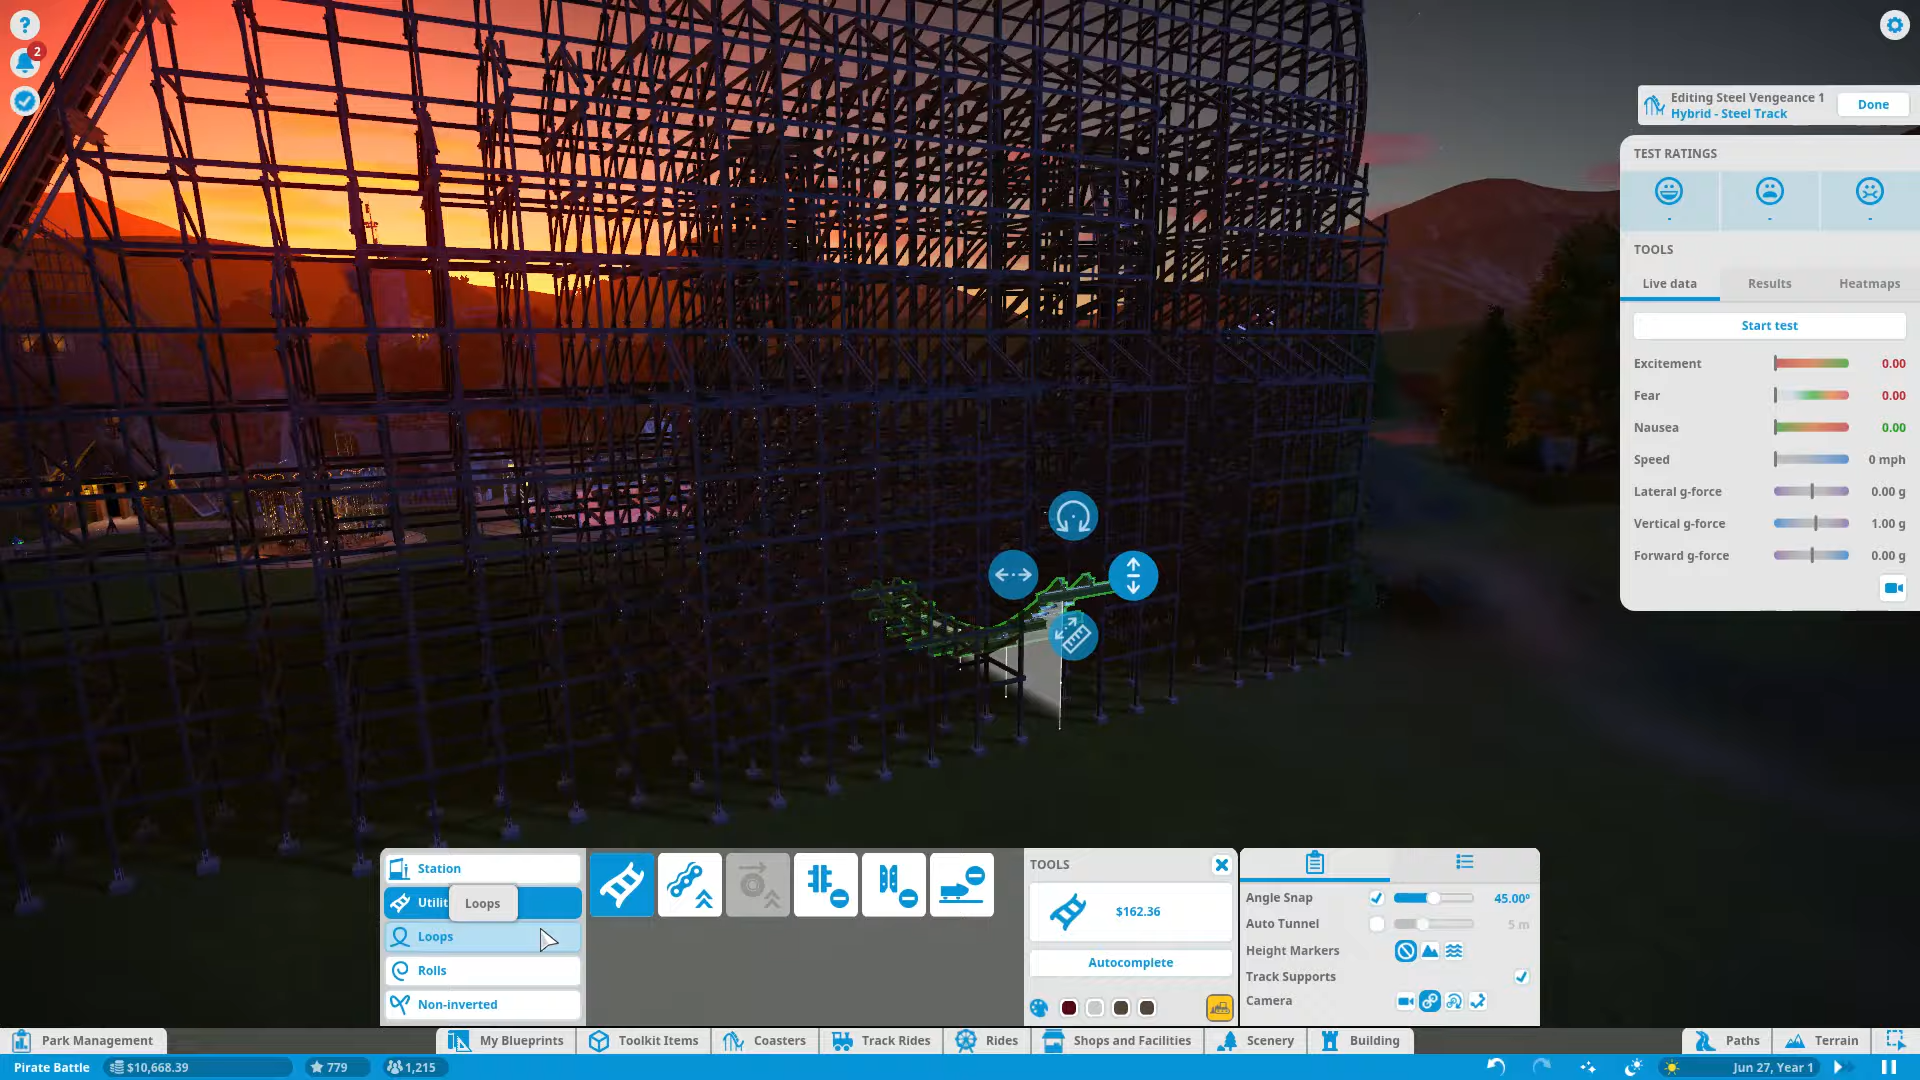 ?
2
Editing Steel Vengeance 1
Hybrid - Steel Track
Done
TEST RATINGS
- - -
TOOLS
Live data
Results
Heatmaps
Start test
Excitement 0.00
Fear 0.00
Nausea 0.00
Speed 0 mph
Lateral g-force 0.00 g
Vertical g-force 1.00 g
Forward g-force 0.00 g
Station
Utilit
Loops
Loops
Rolls
Non-inverted
TOOLS
$162.36
Autocomplete
Angle Snap 45.00°
Auto Tunnel 5 m
Height Markers
Track Supports
Camera
Park Management
My Blueprints
Toolkit Items
Coasters
Track Rides
Rides
Shops and Facilities
Scenery
Building
Paths
Terrain
Pirate Battle
$10,668.39
779
1,215
Jun 27, Year 1